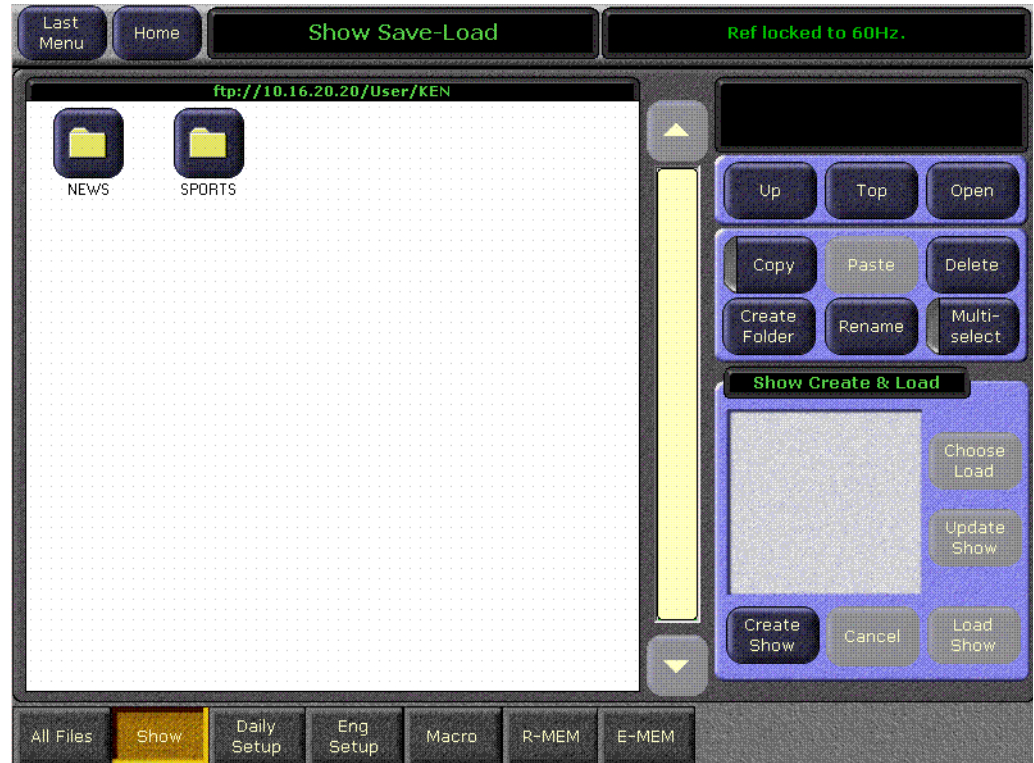 Last
Menu
Home
Show Save-Load
Ref locked to 60Hz.
ftp://10.16.20.20/User/KEN
NEWS
SPORTS
Up
Top
Open
Copy
Paste
Delete
Create
Folder
Rename
Multi-
select
Show Create & Load
Choose
Load
Update
Show
Create
Show
Cancel
Load
Show
All Files
Show
Daily
Setup
Eng
Setup
Macro
R-MEM
E-MEM